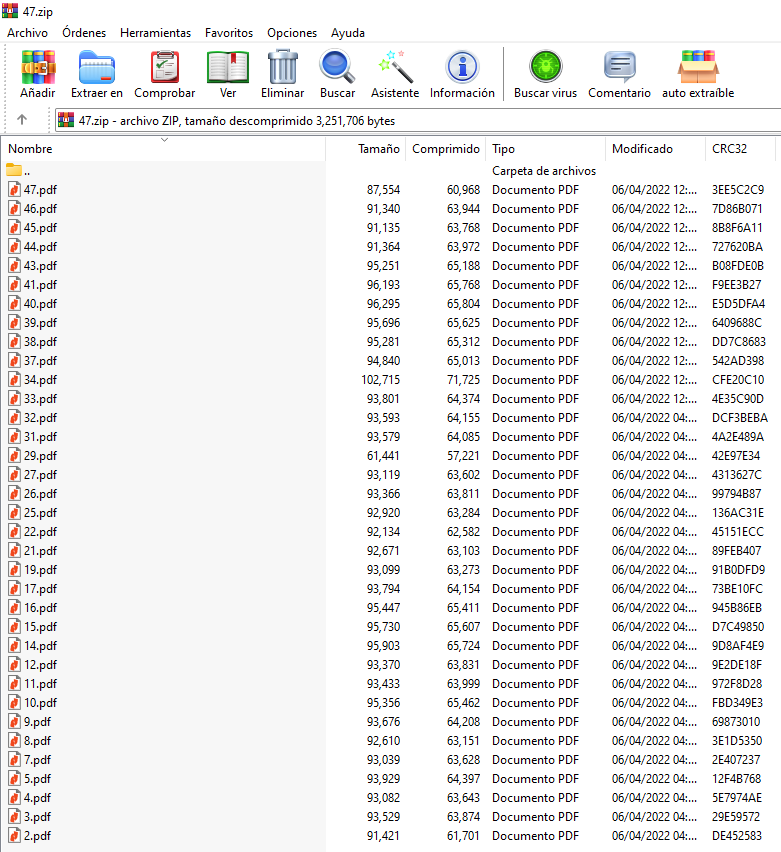 47.zip
Archivo Órdenes Herramientas Favoritos Opciones Ayuda
Añadir Extraer en Comprobar Ver Eliminar Buscar Asistente Información Buscar virus Comentario auto extraíble
47.zip - archivo ZIP, tamaño descomprimido 3,251,706 bytes
Nombre Tamaño Comprimido Tipo Modificado CRC32
.. Carpeta de archivos
47.pdf 87,554 60,968 Documento PDF 06/04/2022 12:... 3EE5C2C9
46.pdf 91,340 63,944 Documento PDF 06/04/2022 12:... 7D86B071
45.pdf 91,135 63,768 Documento PDF 06/04/2022 12:... 8B8F6A11
44.pdf 91,364 63,972 Documento PDF 06/04/2022 12:... 727620BA
43.pdf 95,251 65,188 Documento PDF 06/04/2022 12:... B08FDE0B
41.pdf 96,193 65,768 Documento PDF 06/04/2022 12:... F9EE3B27
40.pdf 96,295 65,804 Documento PDF 06/04/2022 12:... E5D5DFA4
39.pdf 95,696 65,625 Documento PDF 06/04/2022 12:... 6409688C
38.pdf 95,281 65,312 Documento PDF 06/04/2022 12:... DD7C8683
37.pdf 94,840 65,013 Documento PDF 06/04/2022 12:... 542AD398
34.pdf 102,715 71,725 Documento PDF 06/04/2022 12:... CFE20C10
33.pdf 93,801 64,374 Documento PDF 06/04/2022 12:... 4E35C90D
32.pdf 93,593 64,155 Documento PDF 06/04/2022 04:... DCF3BEBA
31.pdf 93,579 64,085 Documento PDF 06/04/2022 04:... 4A2E489A
29.pdf 61,441 57,221 Documento PDF 06/04/2022 04:... 42E97E34
27.pdf 93,119 63,602 Documento PDF 06/04/2022 04:... 4313627C
26.pdf 93,366 63,811 Documento PDF 06/04/2022 04:... 99794B87
25.pdf 92,920 63,284 Documento PDF 06/04/2022 04:... 136AC31E
22.pdf 92,134 62,582 Documento PDF 06/04/2022 04:... 45151ECC
21.pdf 92,671 63,103 Documento PDF 06/04/2022 04:... 89FEB407
19.pdf 93,099 63,273 Documento PDF 06/04/2022 04:... 91B0DFD9
17.pdf 93,794 64,154 Documento PDF 06/04/2022 04:... 73BE10FC
16.pdf 95,447 65,411 Documento PDF 06/04/2022 04:... 945B86EB
15.pdf 95,730 65,607 Documento PDF 06/04/2022 04:... D7C49850
14.pdf 95,903 65,724 Documento PDF 06/04/2022 04:... 9D8AF4E9
12.pdf 93,370 63,831 Documento PDF 06/04/2022 04:... 9E2DE18F
11.pdf 93,433 63,999 Documento PDF 06/04/2022 04:... 972F8D28
10.pdf 95,356 65,462 Documento PDF 06/04/2022 04:... FBD349E3
9.pdf 93,676 64,208 Documento PDF 06/04/2022 04:... 69873010
8.pdf 92,610 63,151 Documento PDF 06/04/2022 04:... 3E1D5350
7.pdf 93,039 63,628 Documento PDF 06/04/2022 04:... 2E407237
5.pdf 93,929 64,397 Documento PDF 06/04/2022 04:... 12F4B768
4.pdf 93,082 63,643 Documento PDF 06/04/2022 04:... 5E7974AE
3.pdf 93,529 63,874 Documento PDF 06/04/2022 04:... 29E59572
2.pdf 91,421 61,701 Documento PDF 06/04/2022 04:... DE452583